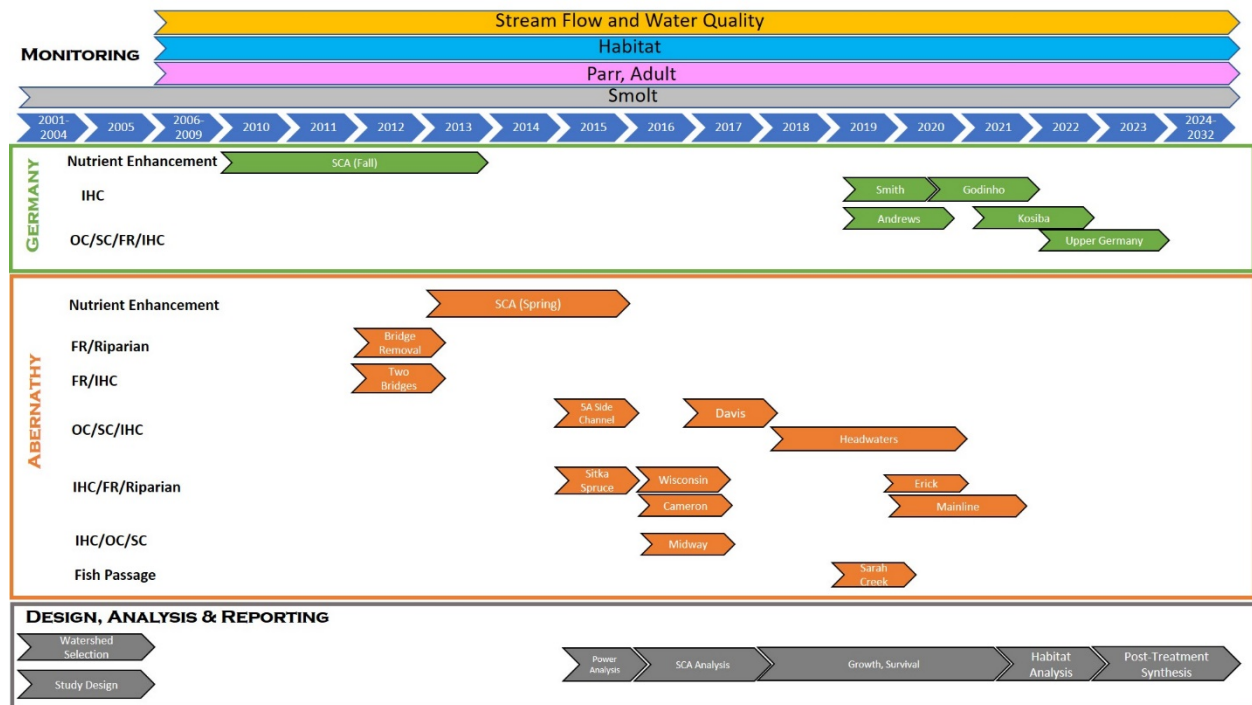 Stream Flow and Water Quality
MONITORING
Habitat
Parr, Adult
Smolt
2001-
2004
2005
2006-
2009
2010
2011
2012
2013
2014
2015
2016
2017
2018
2019
2020
2021
2022
2023
2024-
2032
GERMANY
Nutrient Enhancement
SCA (Fall)
IHC
Smith
Godinho
Andrews
Kosiba
OC/SC/FR/IHC
Upper Germany
ABERNATHY
Nutrient Enhancement
SCA (Spring)
FR/Riparian
Bridge
Removal
FR/IHC
Two
Bridges
OC/SC/IHC
5A Side
Channel
Davis
Headwaters
IHC/FR/Riparian
Sitka
Spruce
Wisconsin
Erick
Cameron
Mainline
IHC/OC/SC
Midway
Fish Passage
Sarah
Creek
DESIGN, ANALYSIS & REPORTING
Watershed
Selection
Study Design
Power
Analysis
SCA Analysis
Growth, Survival
Habitat
Analysis
Post-Treatment
Synthesis